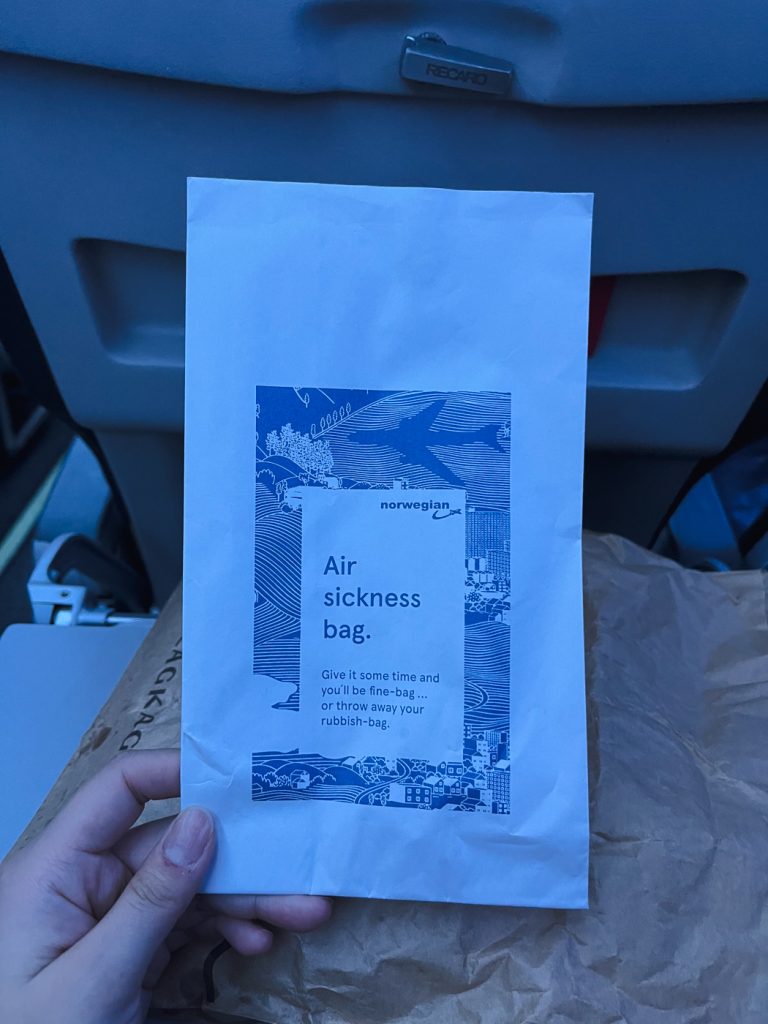 RECARO
norwegian
Air
sickness
bag.
Give it some time and
you'll be fine-bag ...
or throw away your
rubbish-bag.